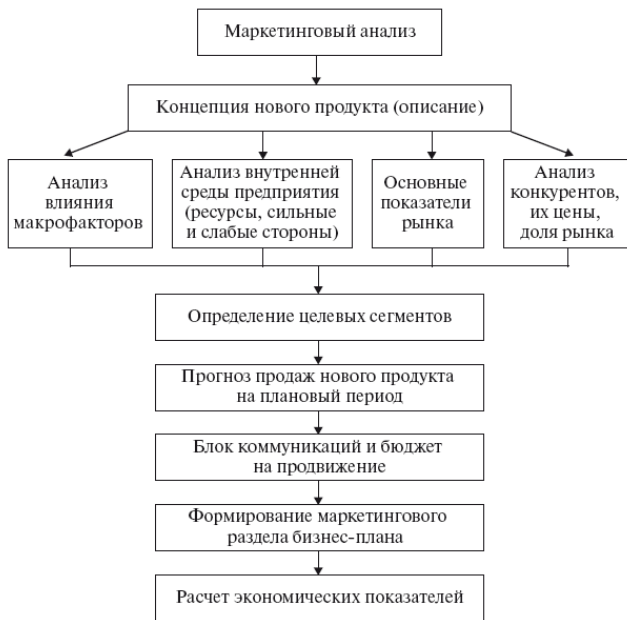 Маркетинговый анализ
Концепция нового продукта (описание)
Анализ
влияния
макрофакторов
Анализ внутренней
среды предприятия
(ресурсы, сильные
и слабые стороны)
Основные
показатели
рынка
Анализ
конкурентов,
их цены,
доля рынка
Определение целевых сегментов
Прогноз продаж нового продукта
на плановый период
Блок коммуникаций и бюджет
на продвижение
Формирование маркетингового
раздела бизнес-плана
Расчет экономических показателей